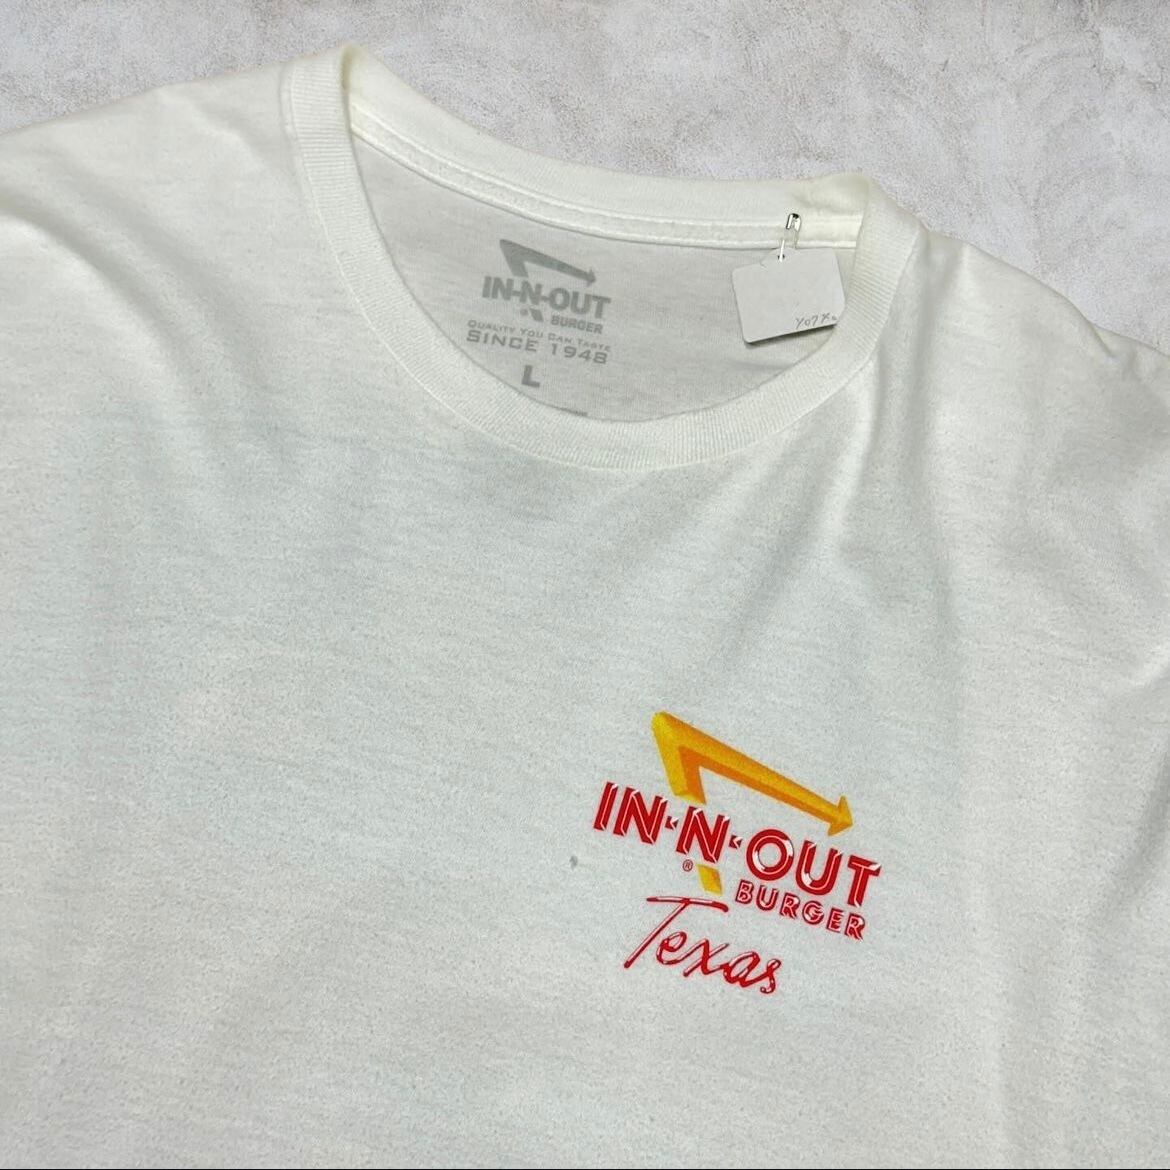 IN-N-OUT
BURGER
QUALITY YOU CAN TASTE
SINCE 1948
L
IN-N-OUT
®
BURGER
Texas